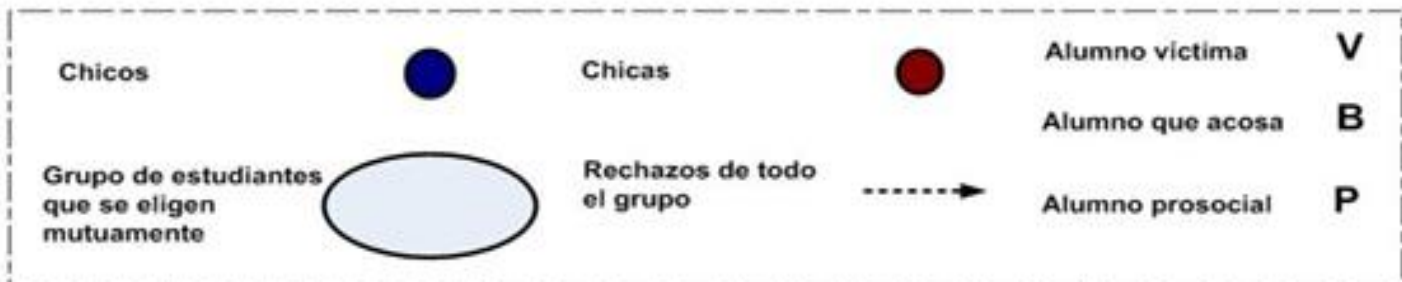 Chicos
Chicas
Alumno víctima V
Alumno que acosa B
Grupo de estudiantes
que se eligen
mutuamente
Rechazos de todo
el grupo
Alumno prosocial P